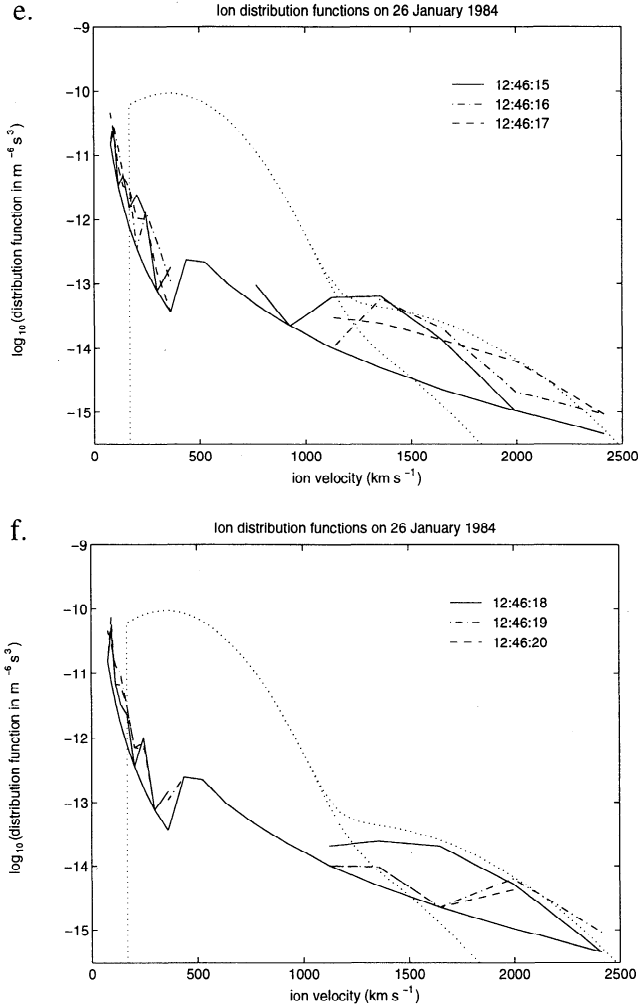 e.
Ion distribution functions on 26 January 1984
-9
-10
-11
-12
-13
-14
-15
log10 (distribution function in m−6 s3)
12:46:15
12:46:16
12:46:17
0 500 1000 1500 2000 2500
ion velocity (km s−1)
f.
Ion distribution functions on 26 January 1984
-9
-10
-11
-12
-13
-14
-15
log10 (distribution function in m−6 s3)
12:46:18
12:46:19
12:46:20
0 500 1000 1500 2000 2500
ion velocity (km s−1)